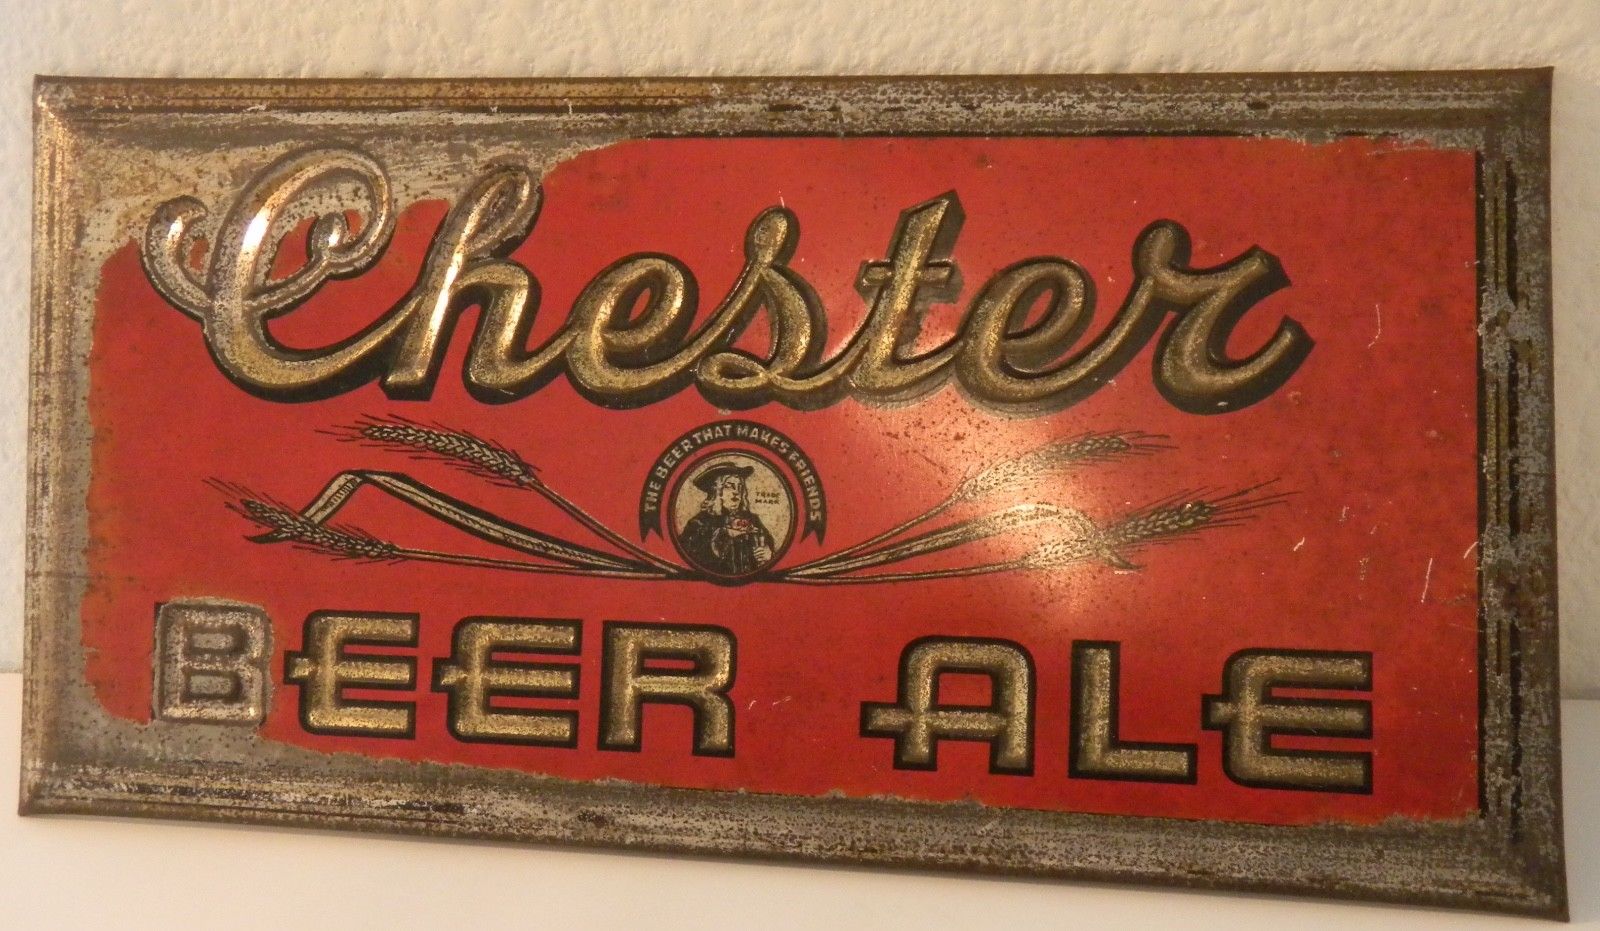 Chester
THE BEER THAT MAKES FRIENDS
TRADE
MARK
BEER ALE